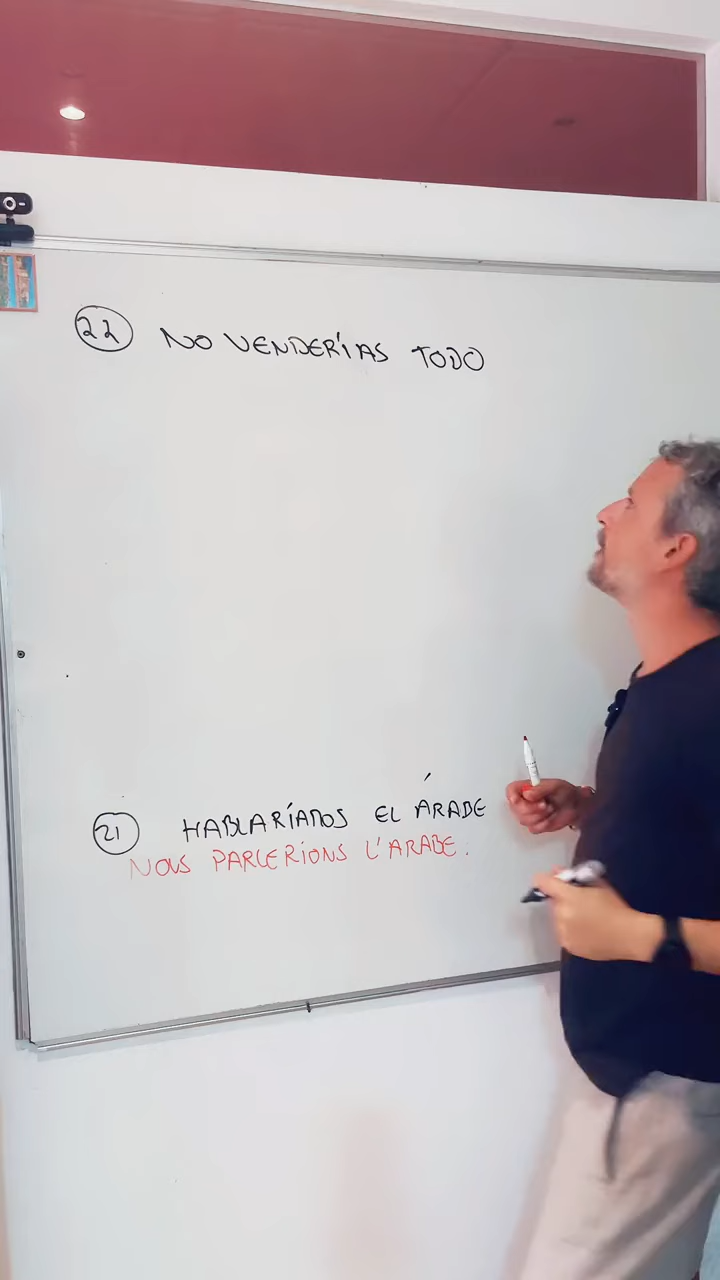 22 NO VENDERÍAS TODO
21 HABLARÍAMOS EL ÁRABE
NOUS PARLERIONS L'ARABE.